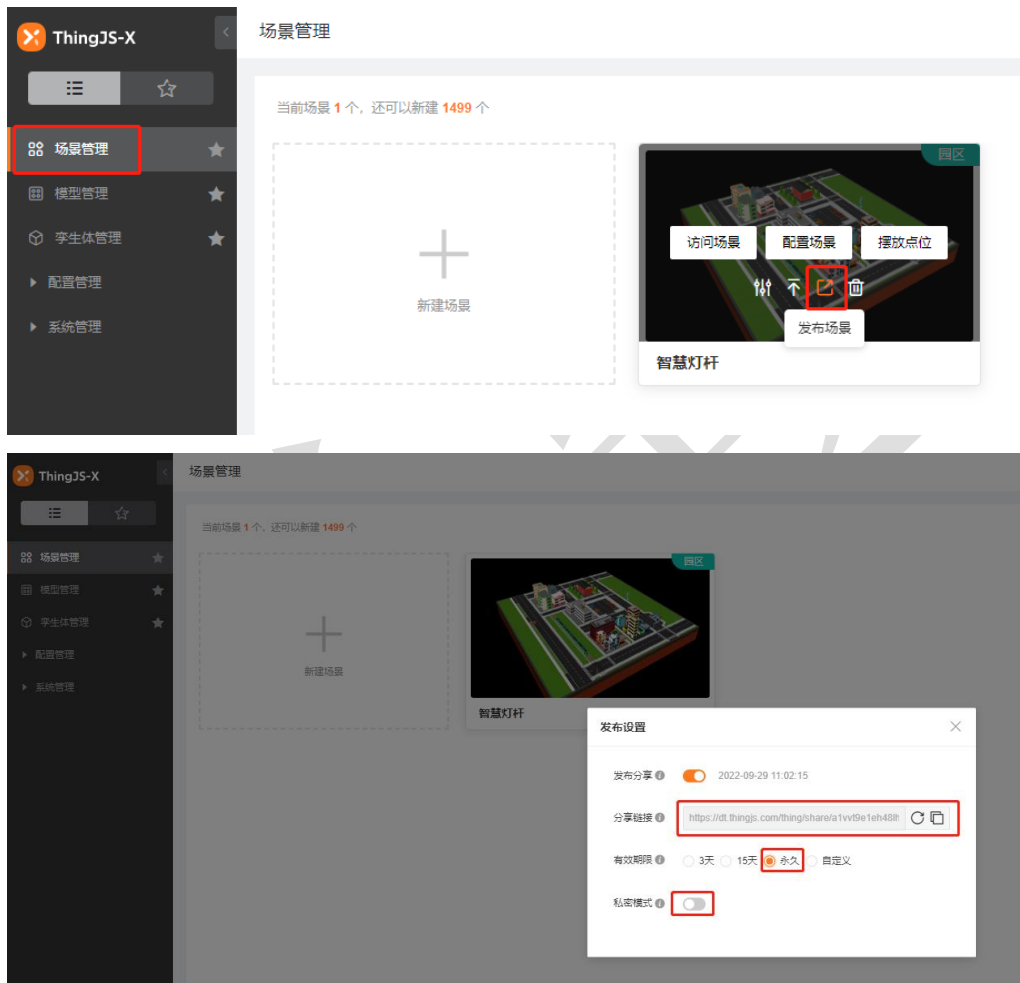 ThingJS-X
场景管理
当前场景 1 个，还可以新建 1499 个
场景管理
模型管理
孪生体管理
配置管理
系统管理
新建场景
园区
访问场景 配置场景 摆放点位
发布场景
智慧灯杆
ThingJS-X
场景管理
当前场景 1 个，还可以新建 1499 个
场景管理
模型管理
孪生体管理
配置管理
系统管理
新建场景
园区
智慧灯杆
发布设置
发布分享 2022-09-29 11:02:15
分享链接
有效期限 3天 15天 永久 自定义
私密模式